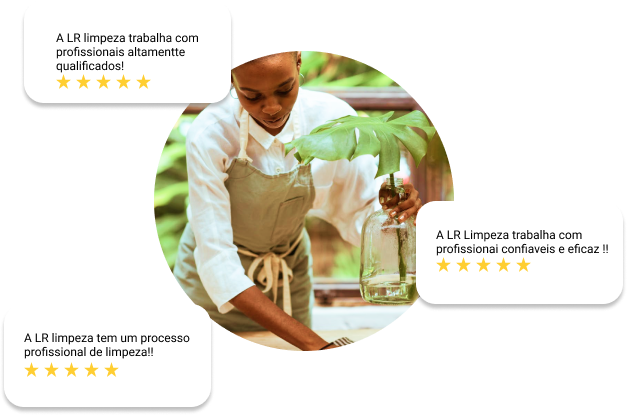 A LR limpeza trabalha com
profissionais altamentte
qualificados!
A LR Limpeza trabalha com
profissionai confiaveis e eficaz !!
A LR limpeza tem um processo
profissional de limpeza!!